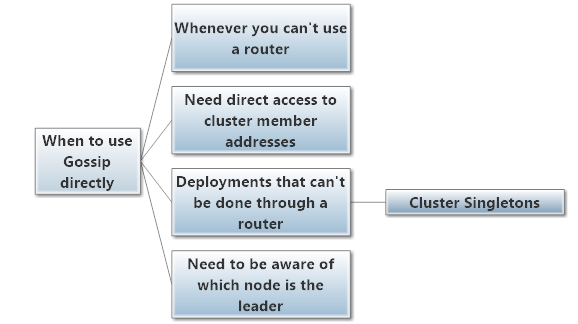 Whenever you can't use
a router
Need direct access to
cluster member
addresses
When to use
Gossip
directly
Deployments that can't
be done through a
router
Cluster Singletons
Need to be aware of
which node is the
leader